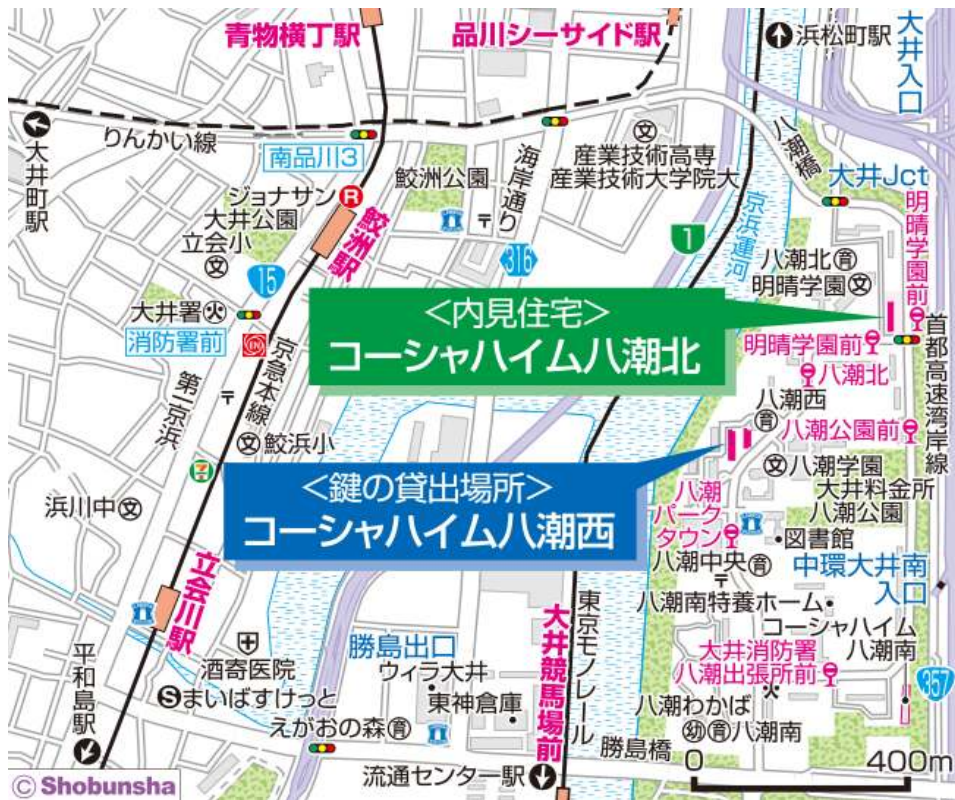 青物横丁駅
品川シーサイド駅
浜松町駅
大井入口
大井町駅
りんかい線
南品川3
ジョナサン
R
大井公園
立会小
文
鮫洲駅
鮫洲公園
〒
海岸通り
文
産業技術高専
産業技術大学院大
八潮橋
大井Jct
京浜運河
1
15
316
明晴学園前
八潮北育
明晴学園文
大井署火
消防署前
<内見住宅>
コーシャハイム八潮北
明晴学園前
八潮北
首都高速湾岸線
第一京浜
〒
京急本線
文鮫浜小
7
浜川中文
八潮西
育
八潮公園前
文八潮学園
<鍵の貸出場所>
コーシャハイム八潮西
八潮
パーク
タウン
大井料金所
八潮公園
図書館
八潮中央育
〒
中環大井南
入口
八潮南特養ホーム
コーシャハイム
八潮南
立会川駅
平和島駅
酒寄医院
Sまいばすけっと
勝島出口
ウィラ大井
東神倉庫
えがおの森育
大井競馬場前
東京モノレール
大井消防署
八潮出張所前
火
357
八潮わかば
幼育八潮南
勝島橋
流通センター駅
0
400m
© Shobunsha